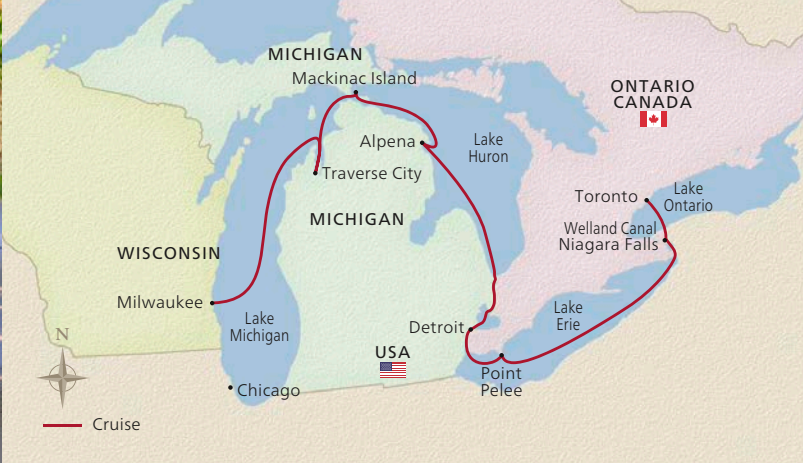 MICHIGAN
Mackinac Island
ONTARIO
CANADA
Alpena
Lake
Huron
Traverse City
Toronto
Lake
Ontario
MICHIGAN
Welland Canal
Niagara Falls
WISCONSIN
Milwaukee
Lake
Michigan
Detroit
Lake
Erie
N
USA
Point
Pelee
Chicago
Cruise